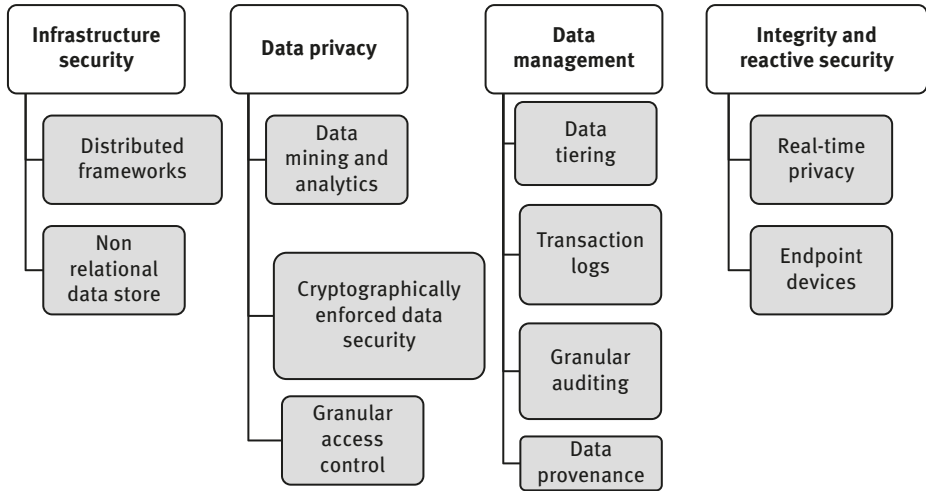 Infrastructure
security
Distributed
frameworks
Non
relational
data store
Data privacy
Data
mining and
analytics
Cryptographically
enforced data
security
Granular
access
control
Data
management
Data
tiering
Transaction
logs
Granular
auditing
Data
provenance
Integrity and
reactive security
Real-time
privacy
Endpoint
devices